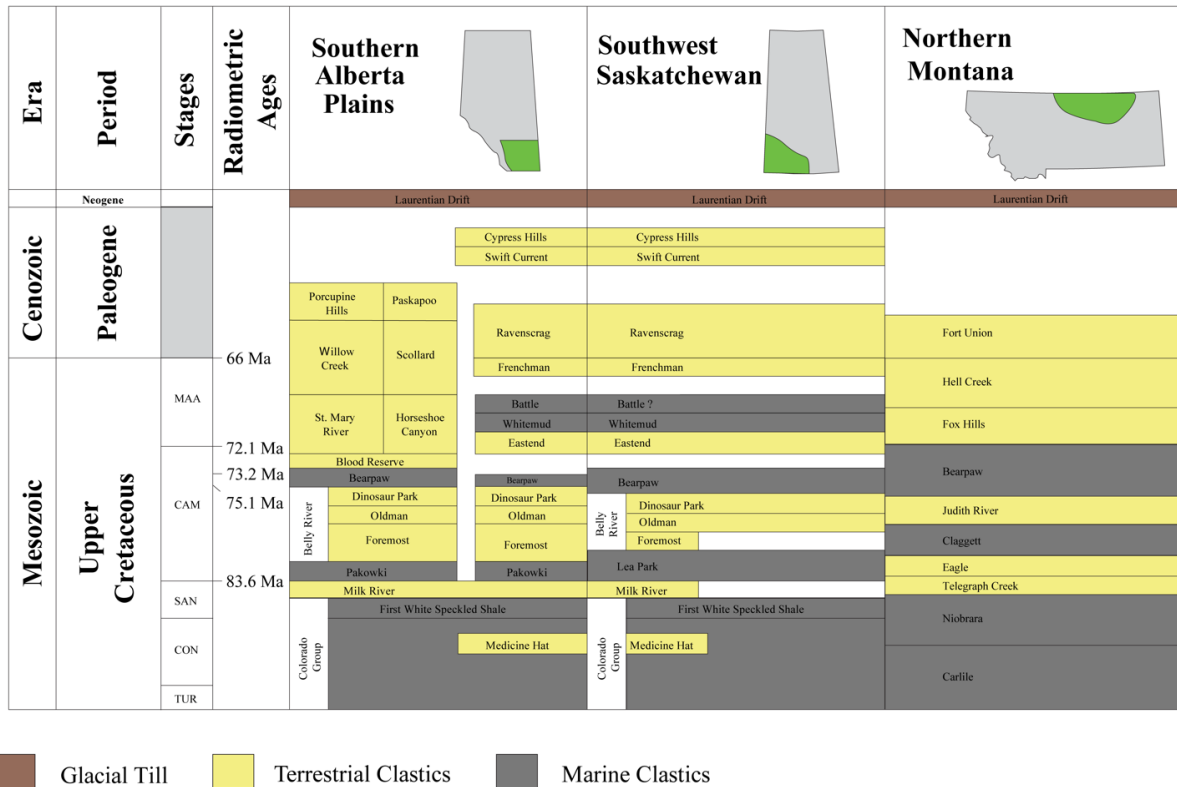 Era
Period
Stages
Radiometric
Ages
Southern
Alberta
Plains
Southwest
Saskatchewan
Northern
Montana
Neogene
Laurentian Drift
Laurentian Drift
Laurentian Drift
Cenozoic
Paleogene
Cypress Hills
Cypress Hills
Swift Current
Swift Current
Porcupine
Hills
Paskapoo
Ravenscrag
Ravenscrag
Fort Union
Willow
Creek
Scollard
66 Ma
Frenchman
Frenchman
Hell Creek
Mesozoic
Upper
Cretaceous
MAA
Battle
Battle ?
St. Mary
River
Horseshoe
Canyon
Whitemud
Whitemud
Fox Hills
Eastend
Eastend
72.1 Ma
Blood Reserve
73.2 Ma
Bearpaw
Bearpaw
Bearpaw
Bearpaw
75.1 Ma
CAM
Belly River
Dinosaur Park
Dinosaur Park
Belly
River
Dinosaur Park
Judith River
Oldman
Oldman
Oldman
Foremost
Foremost
Foremost
Claggett
Pakowki
Pakowki
Lea Park
Eagle
83.6 Ma
Milk River
Milk River
Telegraph Creek
SAN
First White Speckled Shale
First White Speckled Shale
Niobrara
CON
Colorado
Group
Medicine Hat
Colorado
Group
Medicine Hat
Carlile
TUR
Glacial Till
Terrestrial Clastics
Marine Clastics